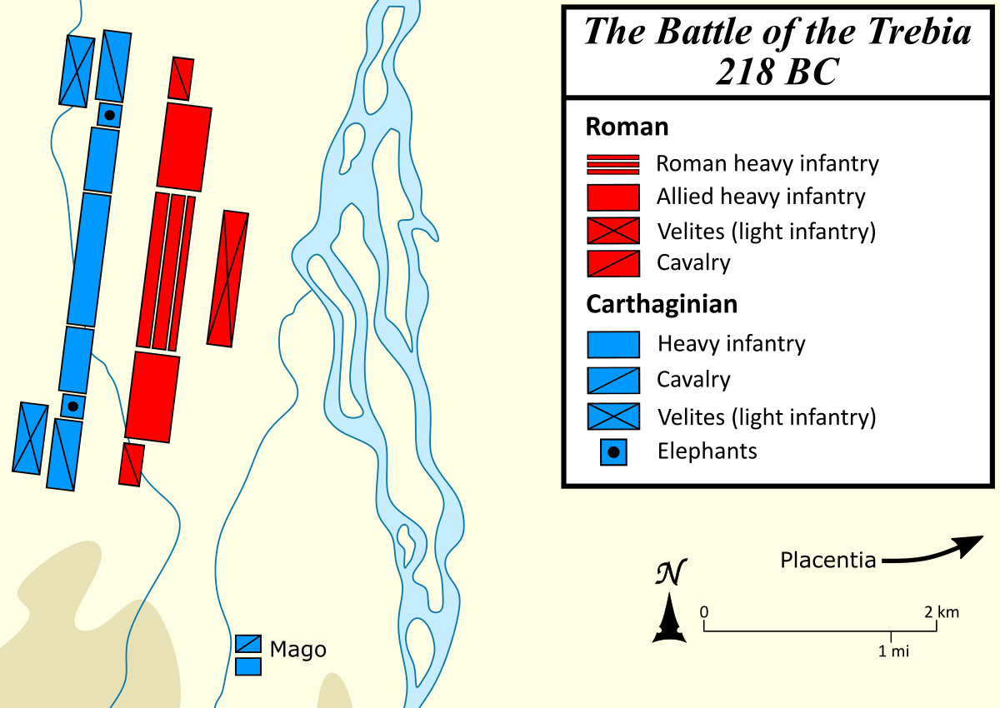 The Battle of the Trebia
218 BC
Roman
Roman heavy infantry
Allied heavy infantry
Velites (light infantry)
Cavalry
Carthaginian
Heavy infantry
Cavalry
Velites (light infantry)
Elephants
Placentia
N
0
2 km
1 mi
Mago